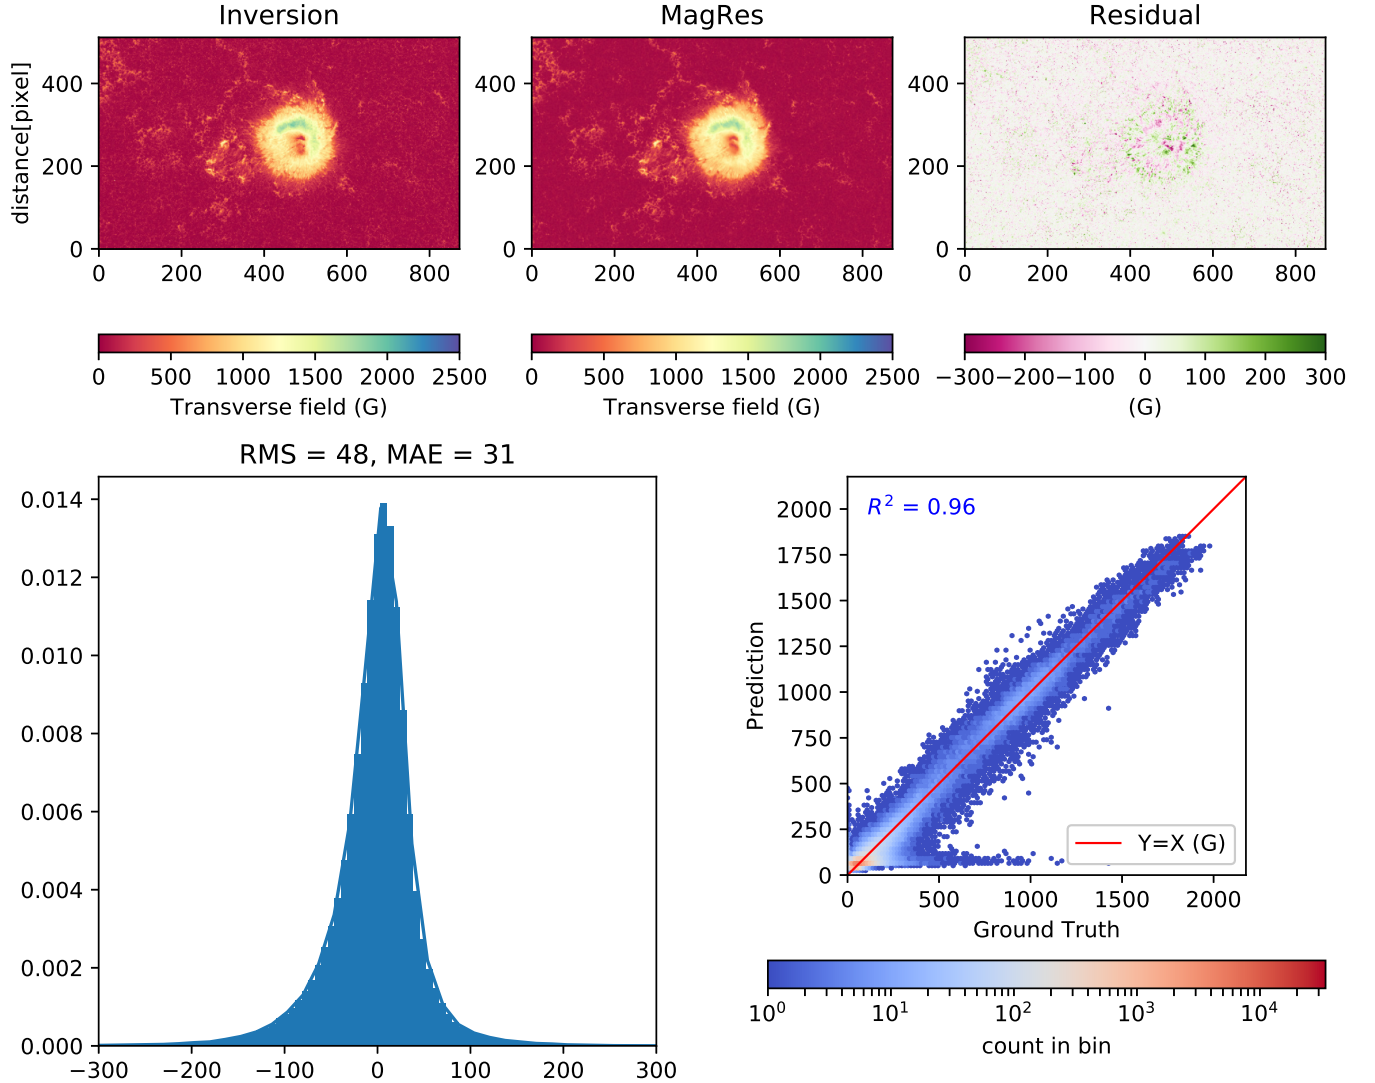 Inversion
MagRes
Residual
distance[pixel]
400
200
0
0 200 400 600 800
400
200
0
0 200 400 600 800
400
200
0
0 200 400 600 800
0 500 1000 1500 2000 2500
Transverse field (G)
0 500 1000 1500 2000 2500
Transverse field (G)
−300 −200 −100 0 100 200 300
(G)
RMS = 48, MAE = 31
0.014
0.012
0.010
0.008
0.006
0.004
0.002
0.000
−300 −200 −100 0 100 200 300
R² = 0.96
Prediction
2000
1750
1500
1250
1000
750
500
250
0
Y=X (G)
0 500 1000 1500 2000
Ground Truth
10⁰ 10¹ 10² 10³ 10⁴
count in bin